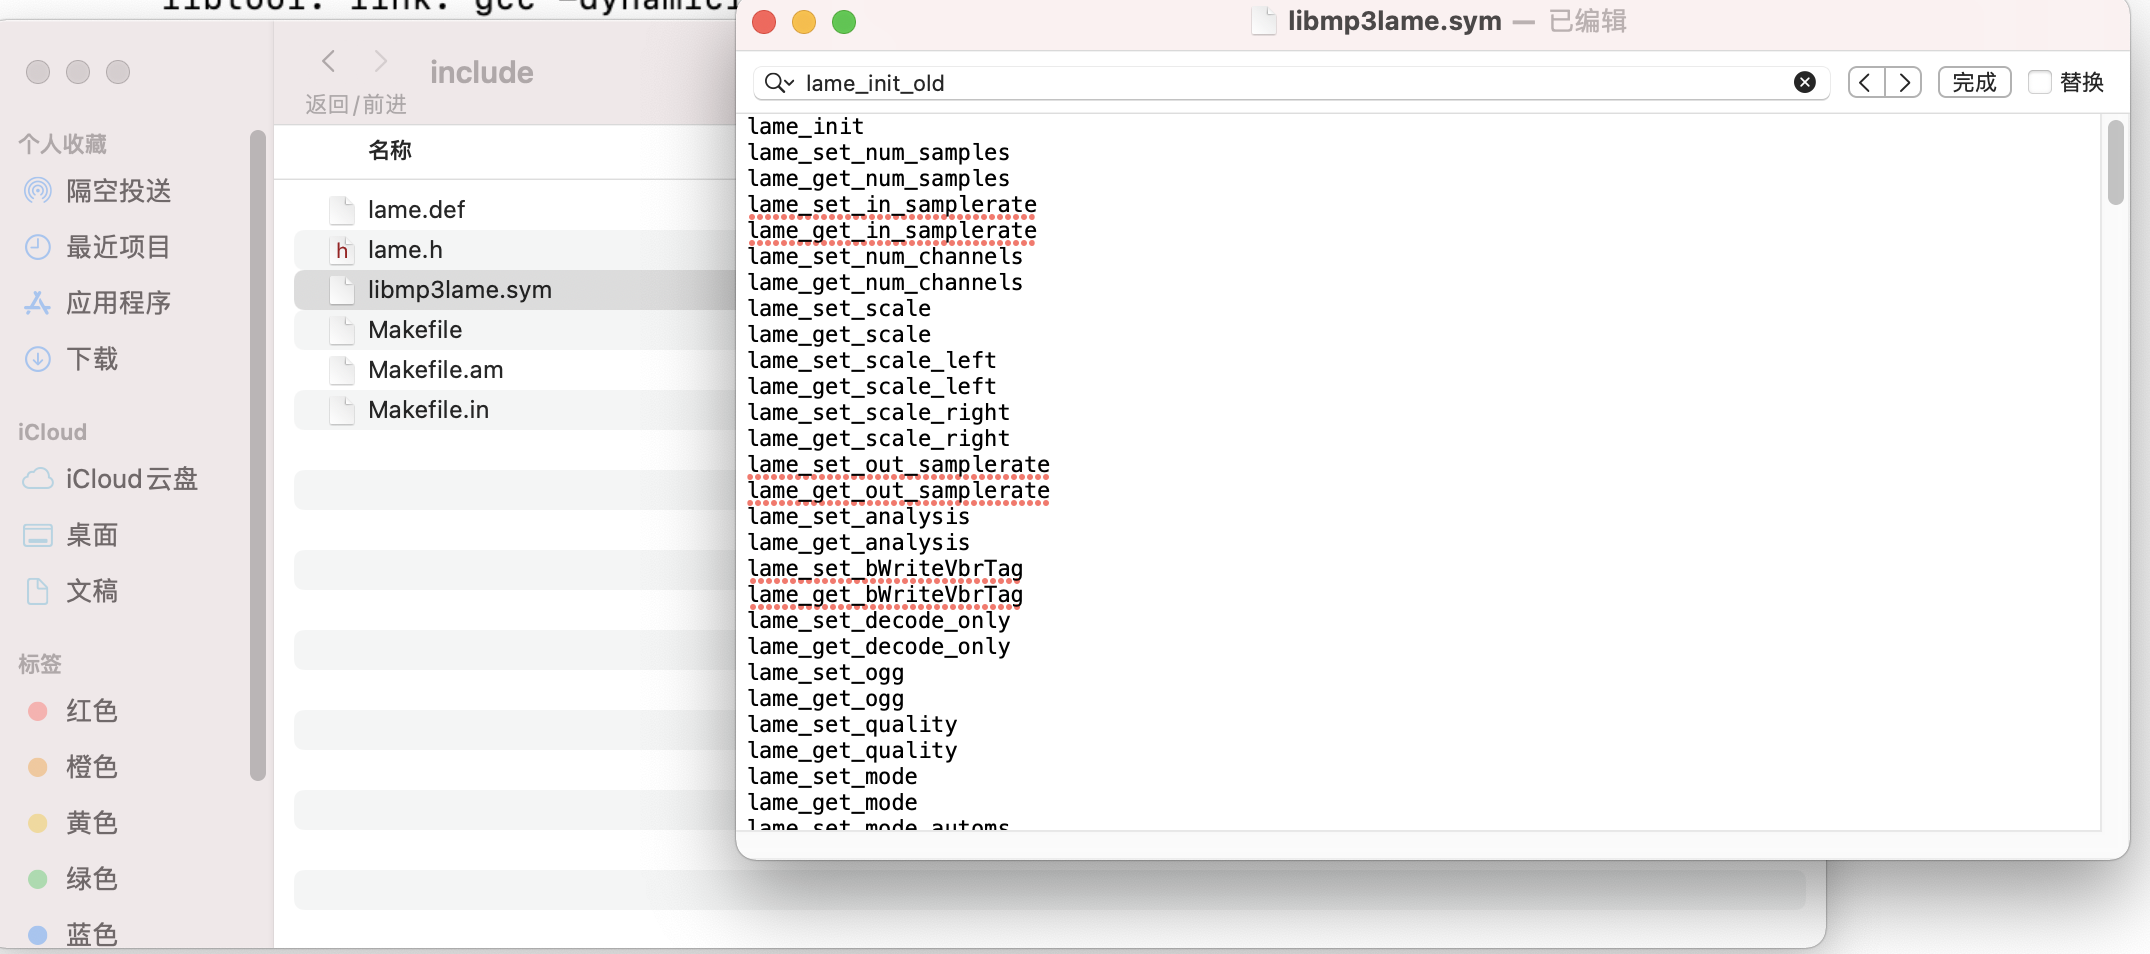 libtool: link: gcc -dynamicl
include
返回/前进
个人收藏
隔空投送
最近项目
应用程序
下载
iCloud
iCloud云盘
桌面
文稿
标签
红色
橙色
黄色
绿色
蓝色
名称
lame.def
lame.h
libmp3lame.sym
Makefile
Makefile.am
Makefile.in
libmp3lame.sym — 已编辑
lame_init_old
完成
替换
lame_init
lame_set_num_samples
lame_get_num_samples
lame_set_in_samplerate
lame_get_in_samplerate
lame_set_num_channels
lame_get_num_channels
lame_set_scale
lame_get_scale
lame_set_scale_left
lame_get_scale_left
lame_set_scale_right
lame_get_scale_right
lame_set_out_samplerate
lame_get_out_samplerate
lame_set_analysis
lame_get_analysis
lame_set_bWriteVbrTag
lame_get_bWriteVbrTag
lame_set_decode_only
lame_get_decode_only
lame_set_ogg
lame_get_ogg
lame_set_quality
lame_get_quality
lame_set_mode
lame_get_mode
lame_set_mode_automs